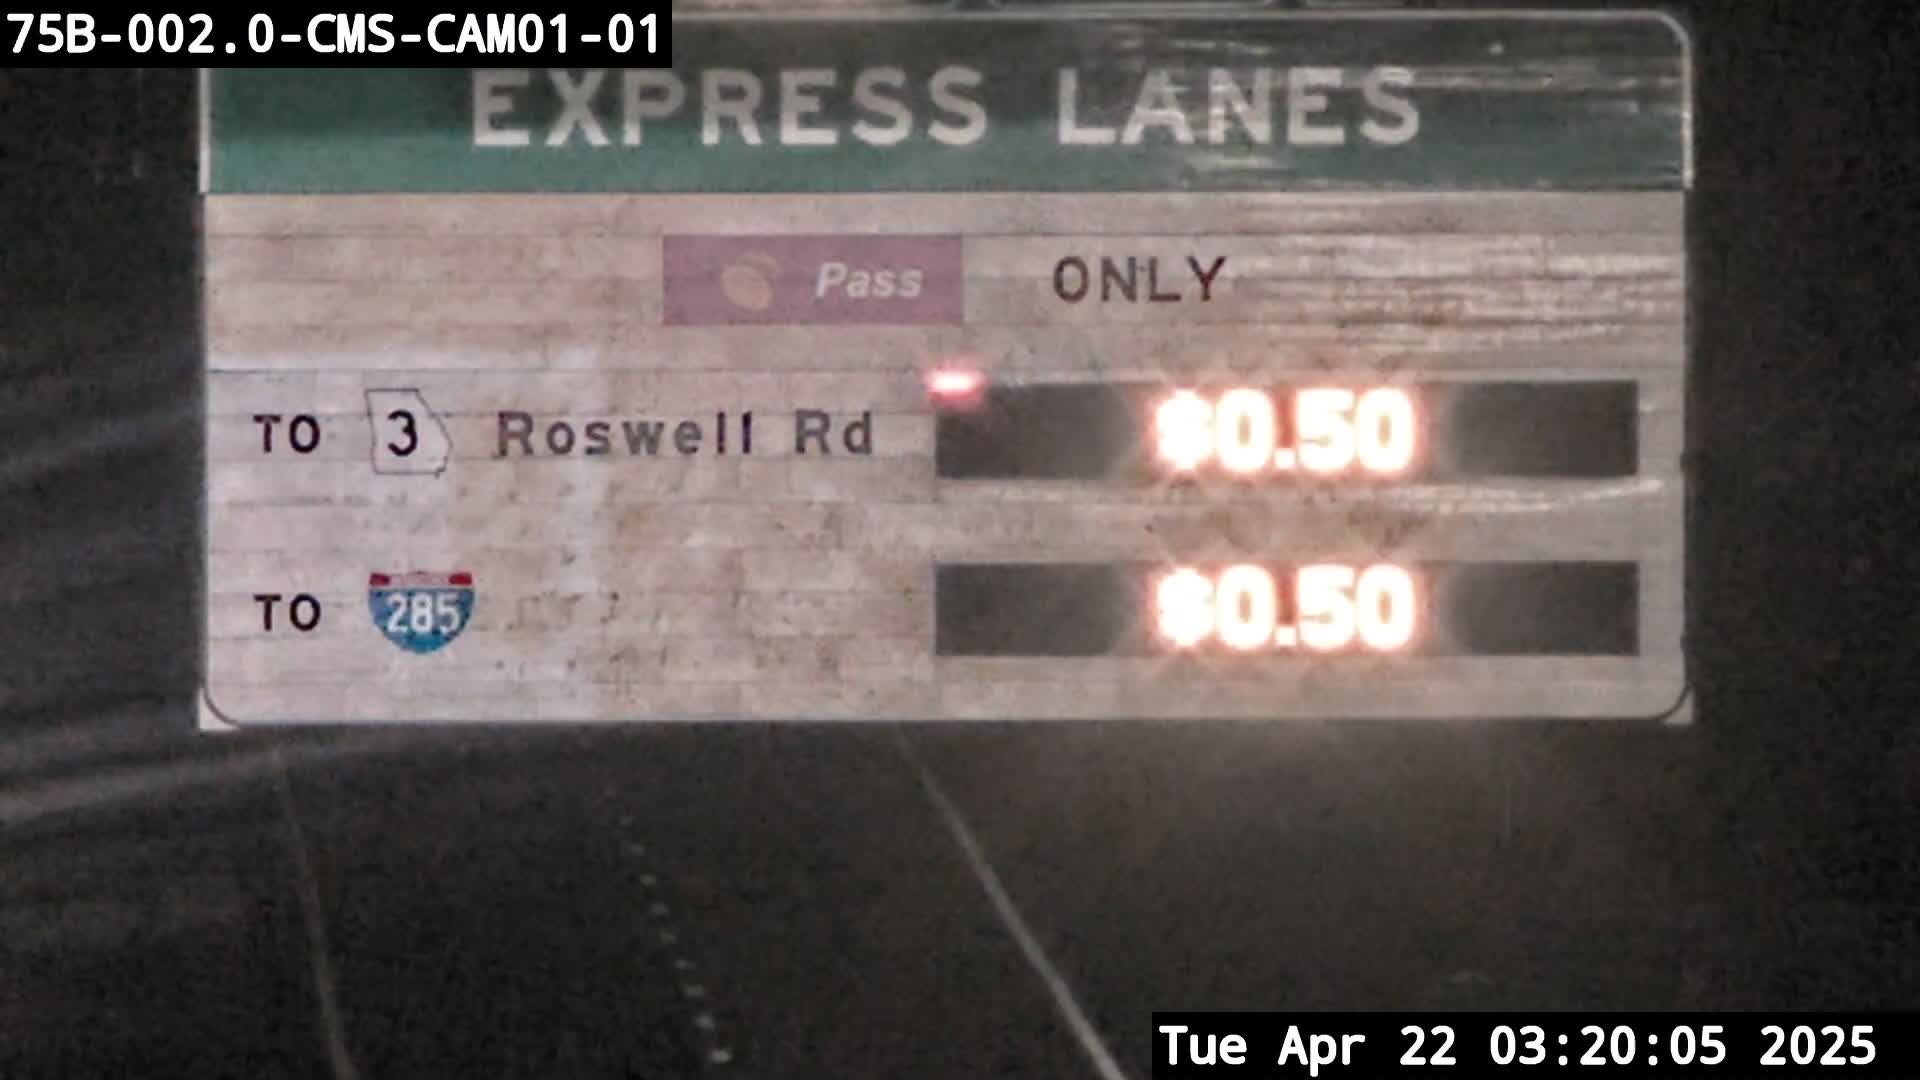 75B-002.0-CMS-CAM01-01
EXPRESS LANES
Pass ONLY
TO 3 Roswell Rd $0.50
TO 285 $0.50
Tue Apr 22 03:20:05 2025